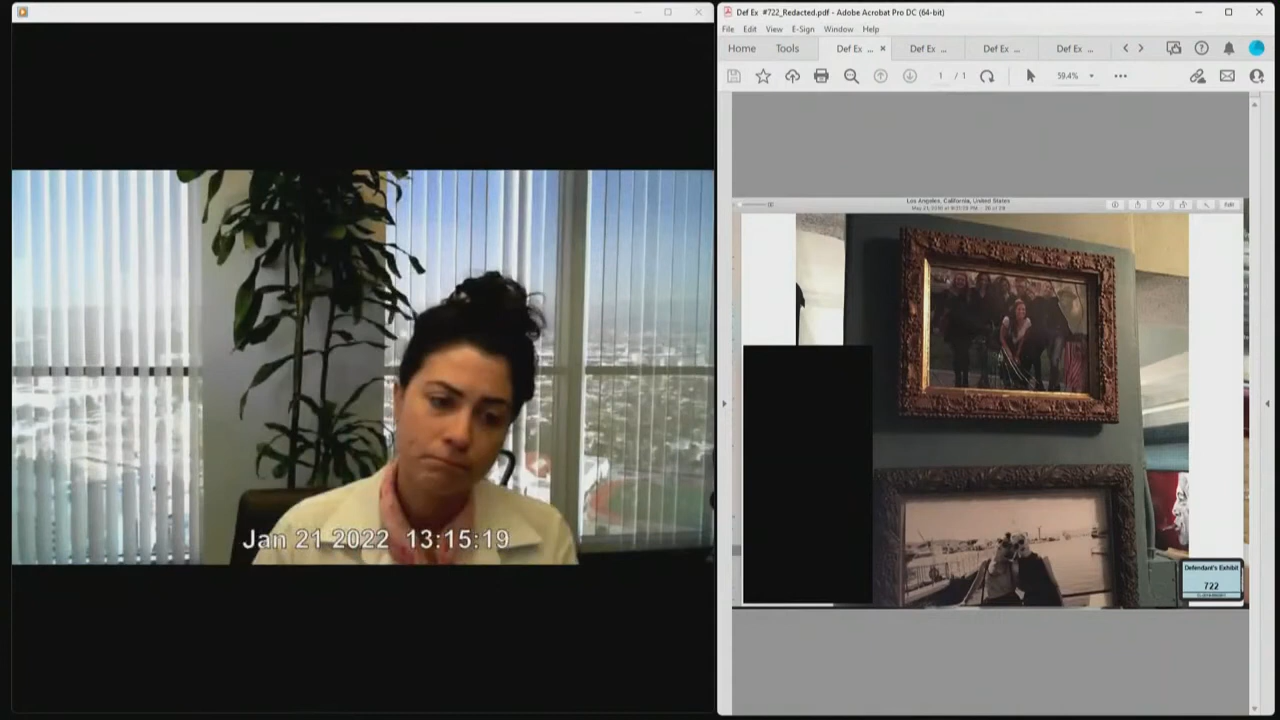 Def Ex #722_Redacted.pdf - Adobe Acrobat Pro DC (64-bit)
File Edit View E-Sign Window Help
Home Tools Def Ex ... × Def Ex ... Def Ex ... Def Ex ...
1 / 1 59.4%
Los Angeles, California, United States
Edit
Jan 21 2022 13:15:19
Defendant's Exhibit
722